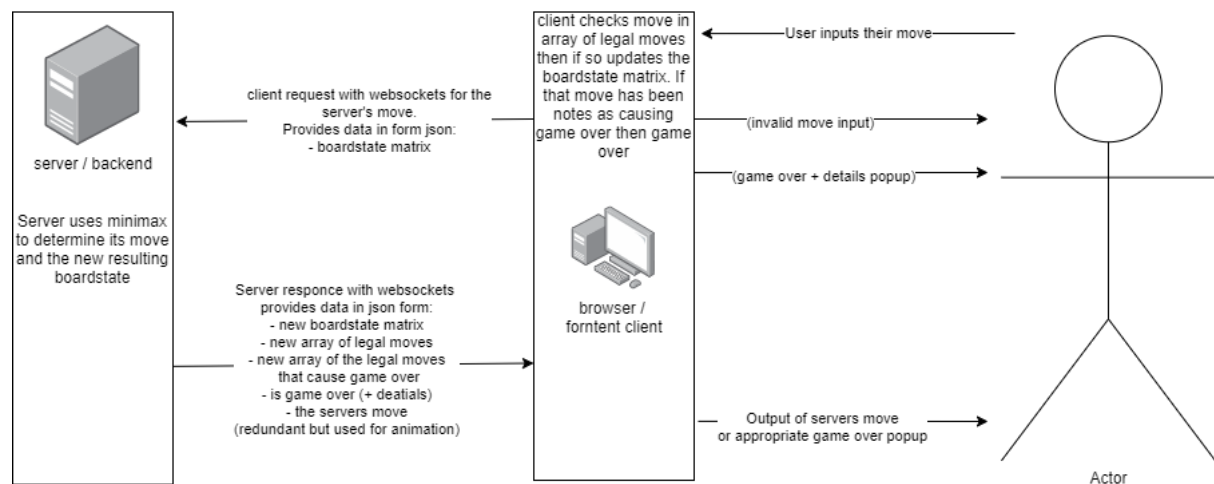 client checks move in
array of legal moves
then if so updates the
boardstate matrix. If
that move has been
notes as causing
game over then game
over
User inputs their move
client request with websockets for the
server's move.
Provides data in form json:
- boardstate matrix
(invalid move input)
(game over + details popup)
server / backend
Server uses minimax
to determine its move
and the new resulting
boardstate
Server responce with websockets
provides data in json form:
- new boardstate matrix
- new array of legal moves
- new array of the legal moves
that cause game over
- is game over (+ deatials)
- the servers move
(redundant but used for animation)
browser /
forntent client
Output of servers move
or appropriate game over popup
Actor